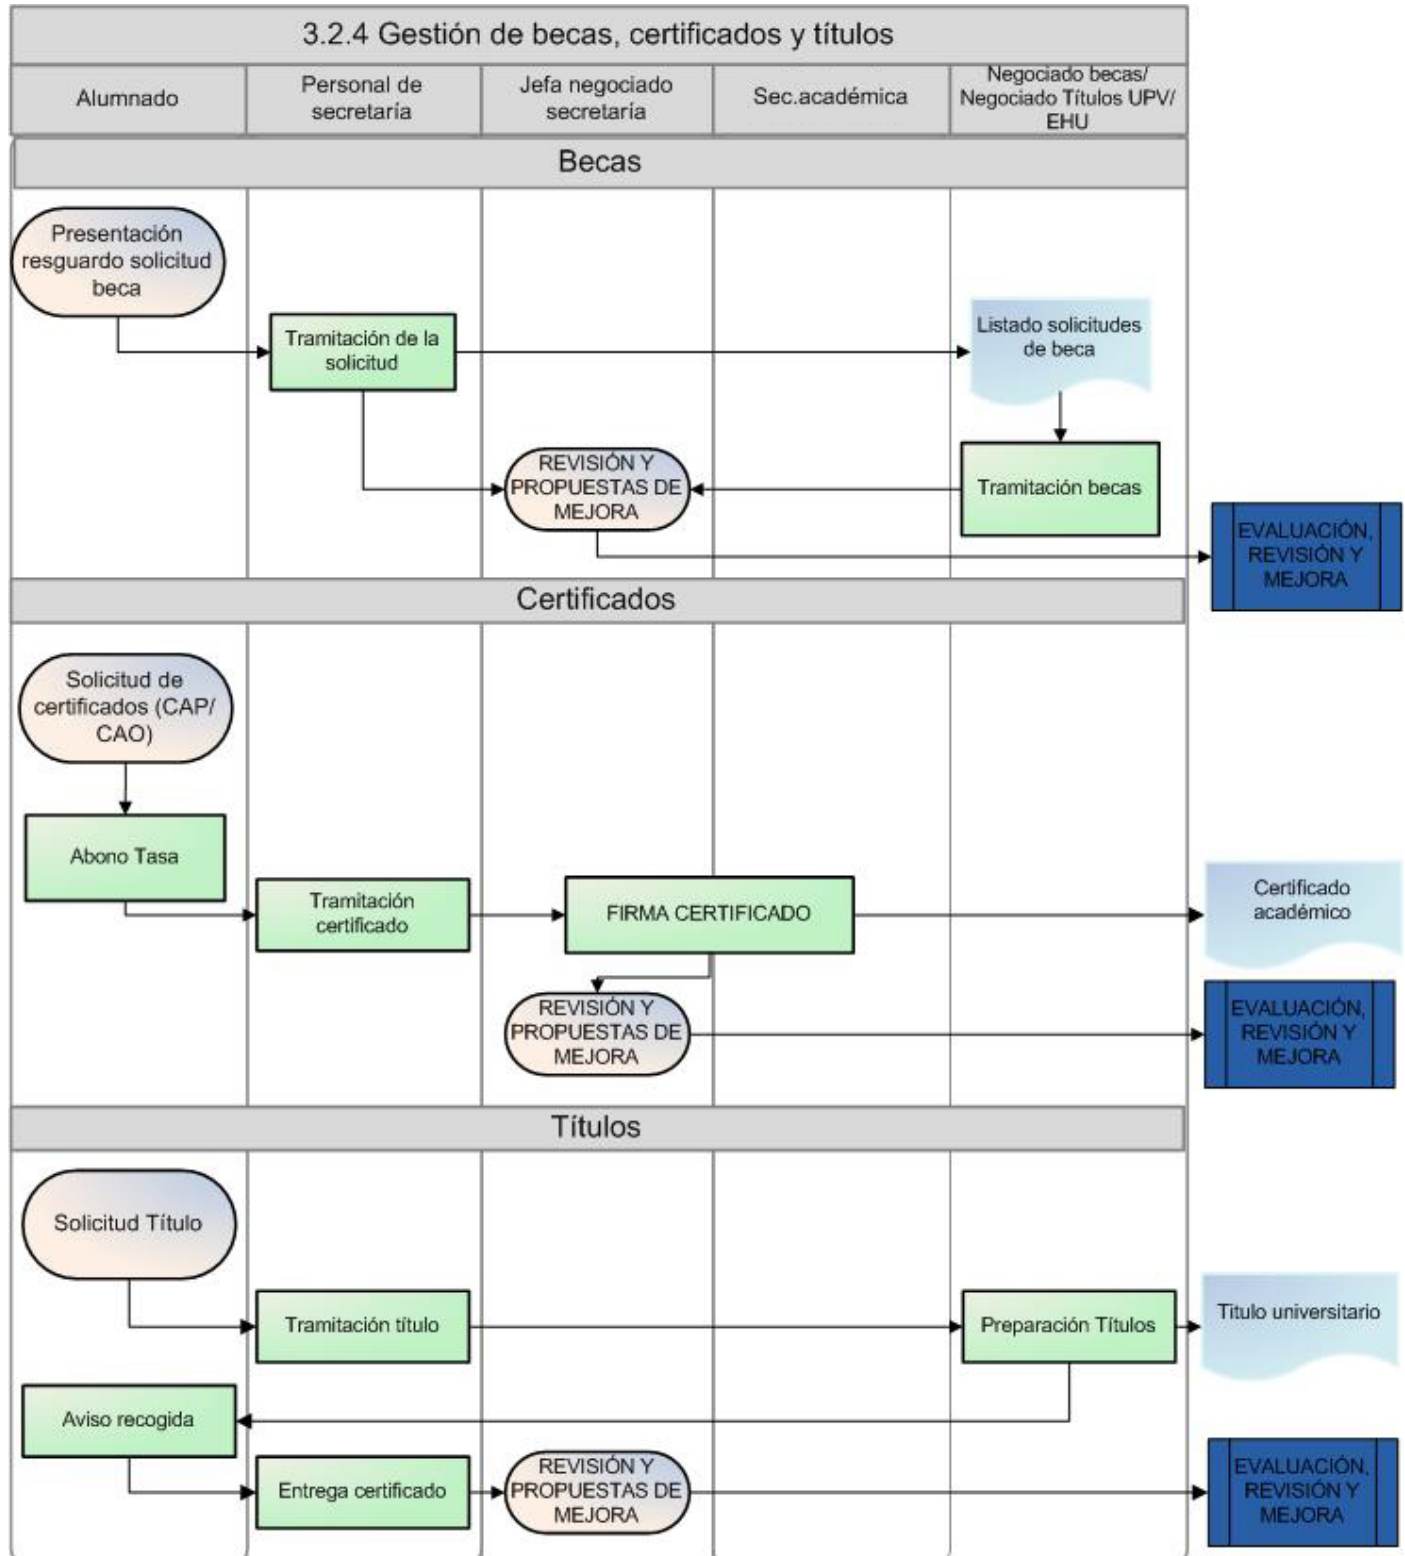 3.2.4 Gestión de becas, certificados y títulos
Alumnado
Personal de
secretaría
Jefa negociado
secretaría
Sec.académica
Negociado becas/
Negociado Títulos UPV/
EHU
Becas
Presentación
resguardo solicitud
beca
Tramitación de la
solicitud
Listado solicitudes
de beca
REVISIÓN Y
PROPUESTAS DE
MEJORA
Tramitación becas
EVALUACIÓN,
REVISIÓN Y
MEJORA
Certificados
Solicitud de
certificados (CAP/
CAO)
Abono Tasa
Tramitación
certificado
FIRMA CERTIFICADO
Certificado
académico
REVISIÓN Y
PROPUESTAS DE
MEJORA
EVALUACIÓN,
REVISIÓN Y
MEJORA
Títulos
Solicitud Título
Tramitación título
Preparación Títulos
Titulo universitario
Aviso recogida
Entrega certificado
REVISIÓN Y
PROPUESTAS DE
MEJORA
EVALUACIÓN,
REVISIÓN Y
MEJORA